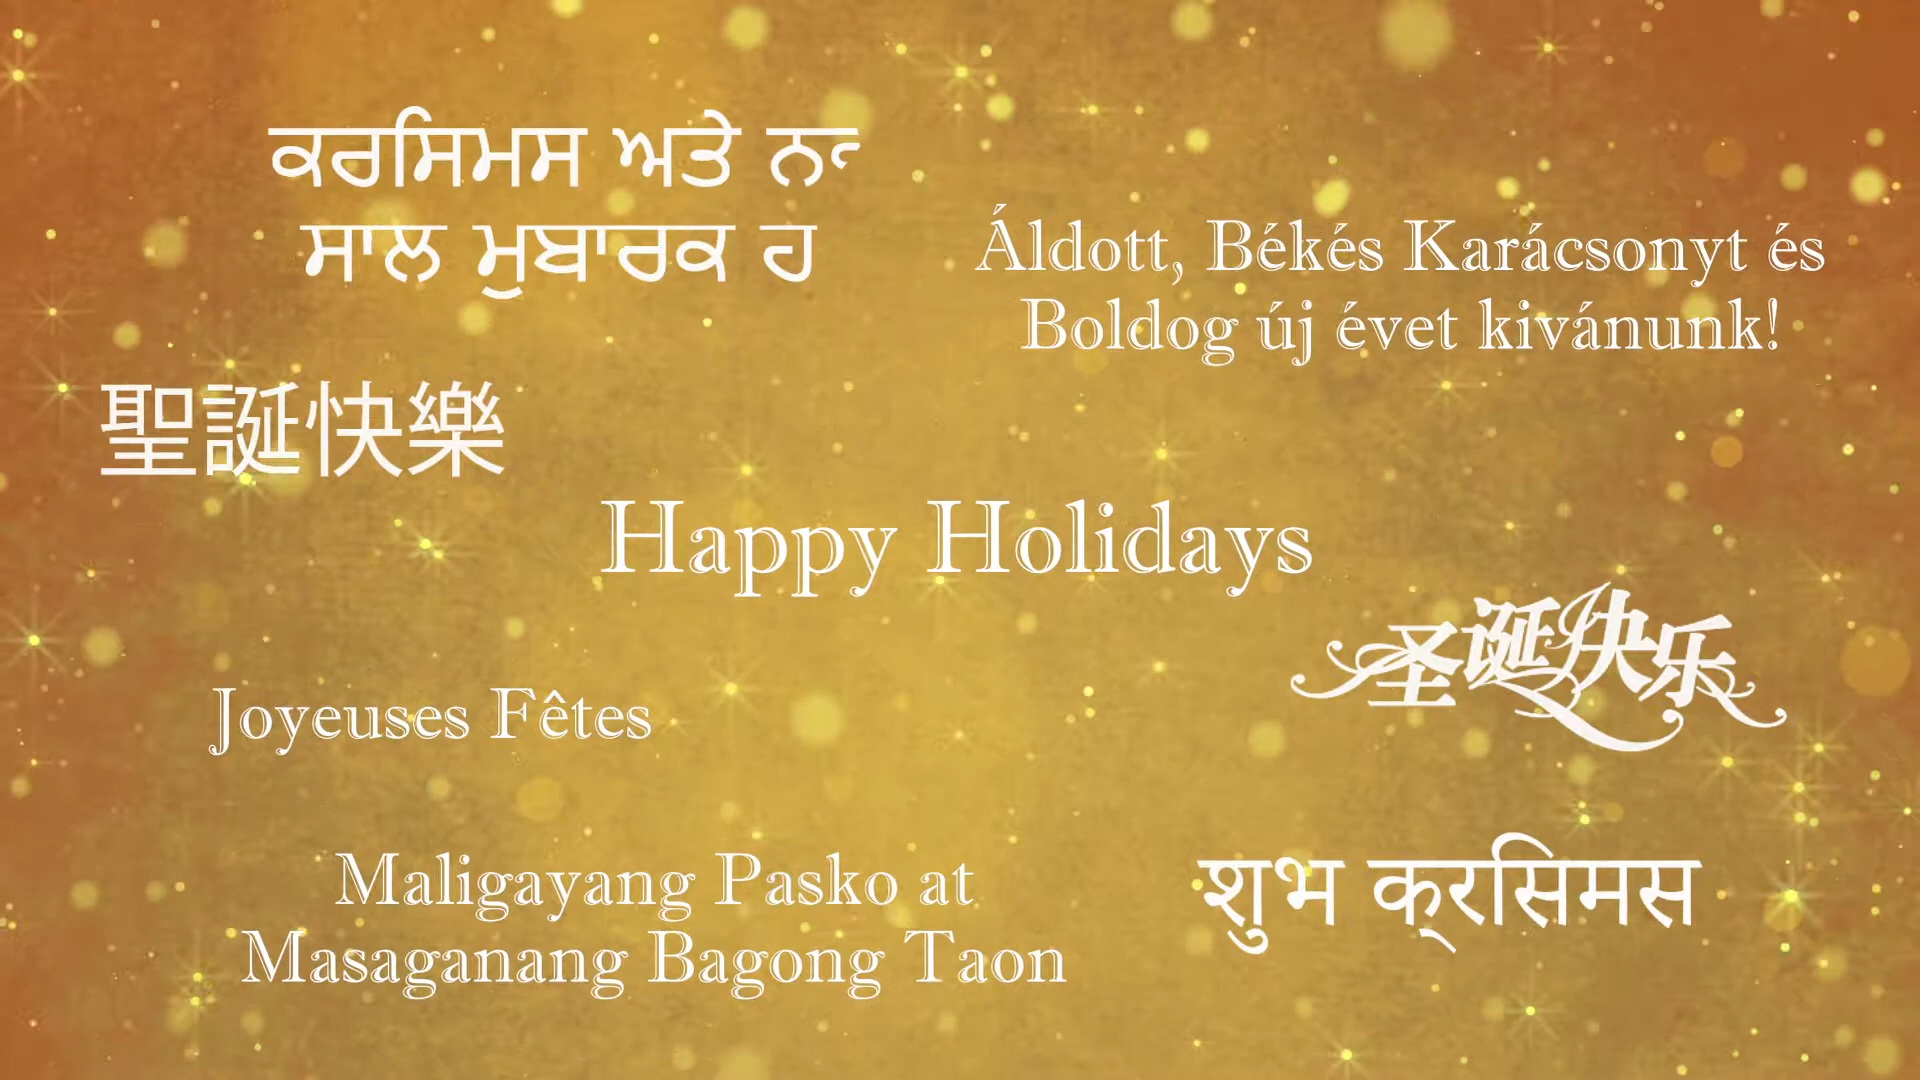 ਕਰਸਿਮਸ ਅਤੇ ਨਾ
ਸਾਲ ਮੁਬਾਰਕ ਹ
Áldott, Békés Karácsonyt és
Boldog új évet kivánunk!
聖誕快樂
Happy Holidays
圣诞快乐
Joyeuses Fêtes
Maligayang Pasko at
Masaganang Bagong Taon
शुभ क्‌रसिमस